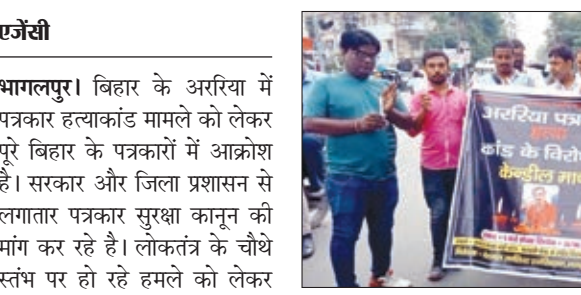 एजेंसी
भागलपुर। बिहार के अररिया में
पत्रकार हत्याकांड मामले को लेकर
पूरे बिहार के पत्रकारों में आक्रोश
है। सरकार और जिला प्रशासन से
लगातार पत्रकार सुरक्षा कानून की
मांग कर रहे है। लोकतंत्र के चौथे
स्तंभ पर हो रहे हमले को लेकर
अररिया पत्र
हत्या
कांड के विरो
केन्डील मार्च